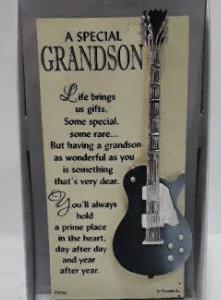 A SPECIAL
GRANDSON
Life brings
us gifts,
Some special,
some rare...
But having a grandson
as wonderful as you
is something
that's very dear.
You'll always
hold
a prime place
in the heart,
day after day
and year
after year.